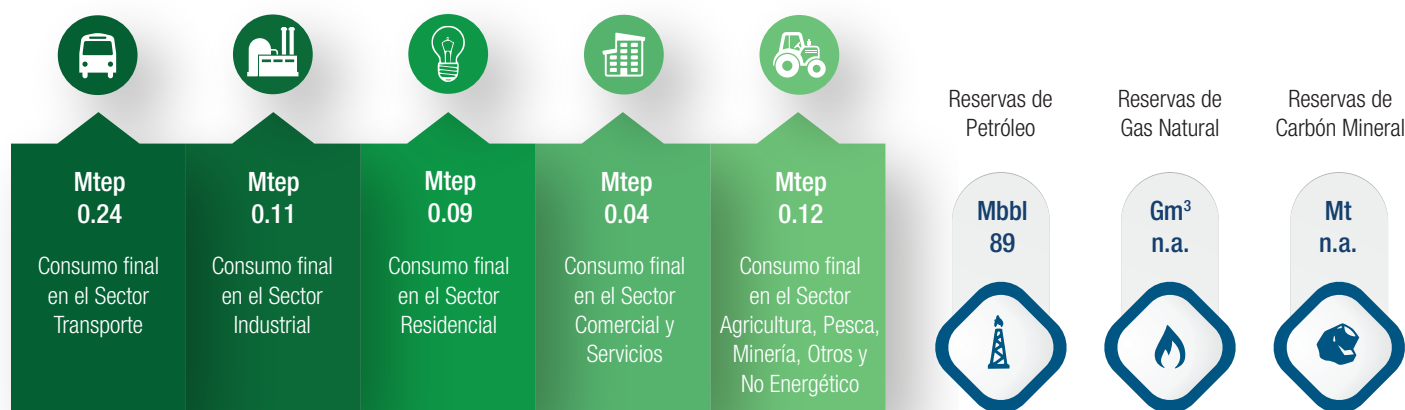 Mtep
0.24
Consumo final
en el Sector
Transporte
Mtep
0.11
Consumo final
en el Sector
Industrial
Mtep
0.09
Consumo final
en el Sector
Residencial
Mtep
0.04
Consumo final
en el Sector
Comercial y
Servicios
Mtep
0.12
Consumo final
en el Sector
Agricultura, Pesca,
Minería, Otros y
No Energético
Reservas de
Petróleo
Mbbl
89
Reservas de
Gas Natural
Gm³
n.a.
Reservas de
Carbón Mineral
Mt
n.a.